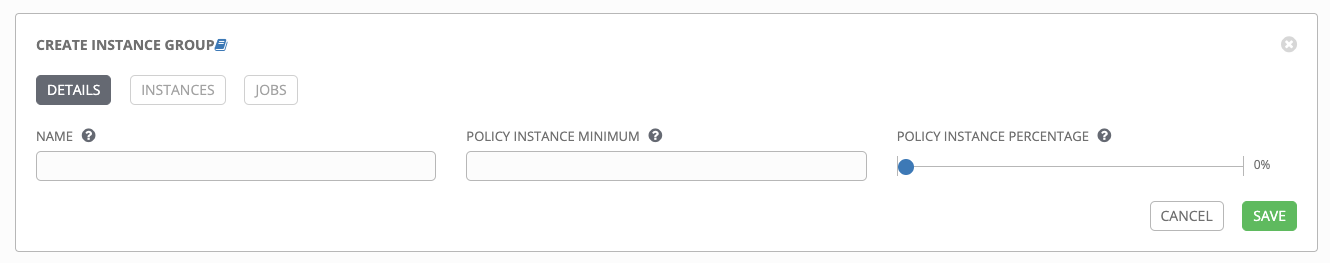 CREATE INSTANCE GROUP
DETAILS INSTANCES JOBS
NAME POLICY INSTANCE MINIMUM POLICY INSTANCE PERCENTAGE
0%
CANCEL SAVE